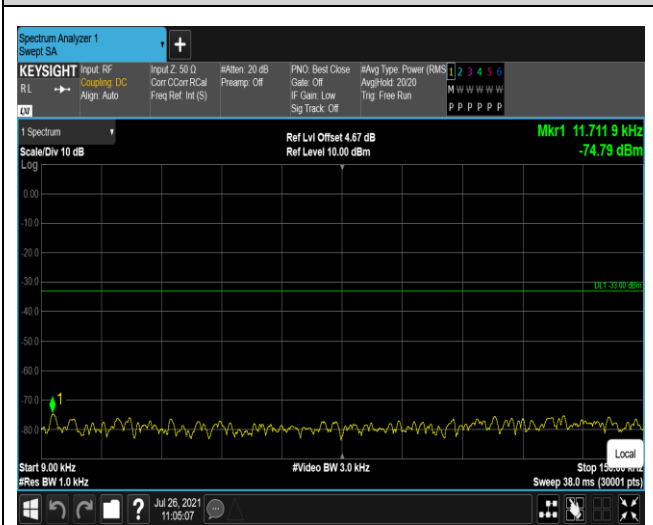 Spectrum Analyzer 1
Swept SA
+
KEYSIGHT Input: RF Input Z: 50 Ω #Atten: 20 dB PNO: Best Close #Avg Type: Power (RMS 1 2 3 4 5 6
RL Coupling: DC Corr CCorr RCal Preamp: Off Gate: Off Avg|Hold: 20/20 M W W W W W
Align: Auto Freq Ref: Int (S) IF Gain: Low Trig: Free Run
LXI Sig Track: Off P P P P P P
1 Spectrum Ref Lvl Offset 4.67 dB Mkr1 11.711 9 kHz
Scale/Div 10 dB Ref Level 10.00 dBm -74.79 dBm
Log
0.00
-10.0
-20.0
-30.0
DL1 -33.00 dBm
-40.0
-50.0
-60.0
-70.0
1
-80.0
Local
Start 9.00 kHz #Video BW 3.0 kHz Stop
#Res BW 1.0 kHz Sweep 38.0 ms (30001 pts)
? Jul 26, 2021
11:05:07